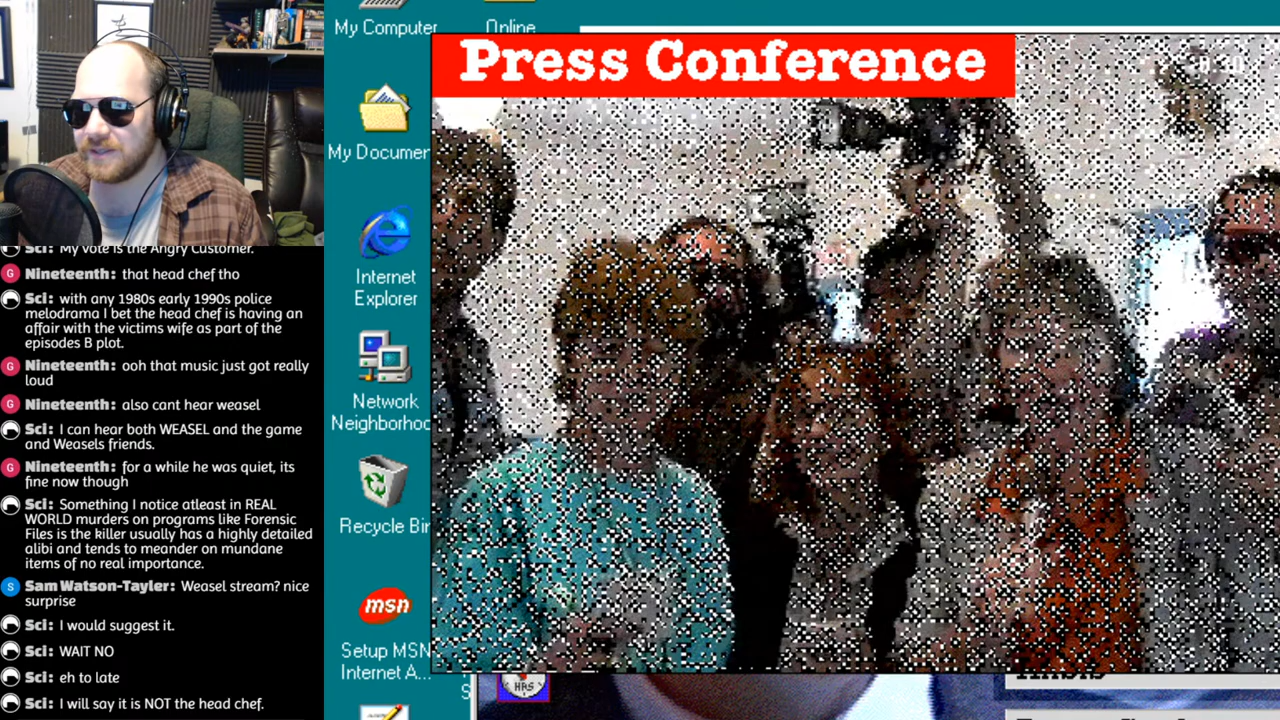 My Computer
Online
Press Conference
My Documen
Internet
Explorer
Network
Neighborhoo
Recycle Bin
msn
Setup MSN
Internet A...
S
HRS
Sci: My vote is the Angry Customer.
G Nineteenth: that head chef tho
Sci: with any 1980s early 1990s police
melodrama I bet the head chef is having an
affair with the victims wife as part of the
episodes B plot.
G Nineteenth: ooh that music just got really
loud
G Nineteenth: also cant hear weasel
Sci: I can hear both WEASEL and the game
and Weasels friends.
G Nineteenth: for a while he was quiet, its
fine now though
Sci: Something I notice atleast in REAL
WORLD murders on programs like Forensic
Files is the killer usually has a highly detailed
alibi and tends to meander on mundane
items of no real importance.
S Sam Watson-Tayler: Weasel stream? nice
surprise
Sci: I would suggest it.
Sci: WAIT NO
Sci: eh to late
Sci: I will say it is NOT the head chef.